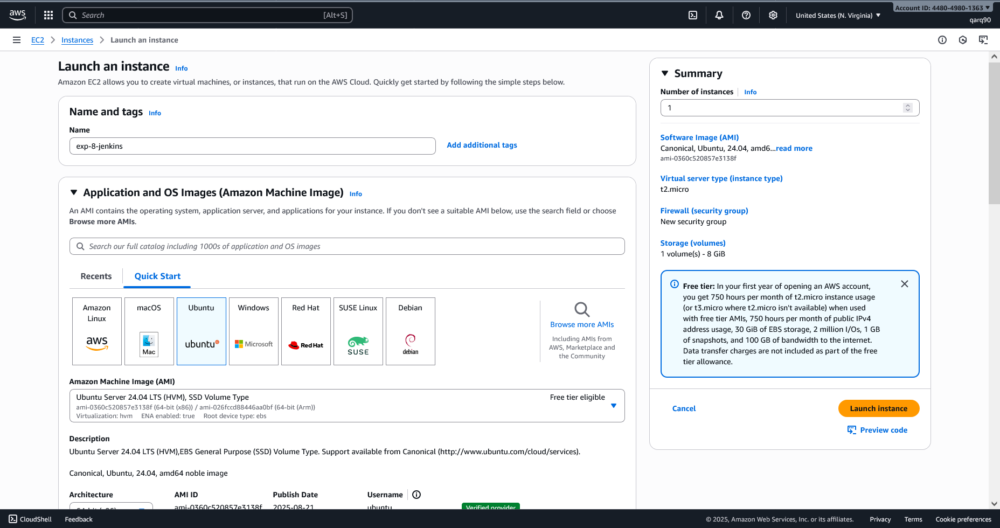 aws
Search [Alt+S]
United States (N. Virginia)
Account ID: 4480-4980-1363
qarq90
EC2 > Instances > Launch an instance
Launch an instance Info
Amazon EC2 allows you to create virtual machines, or instances, that run on the AWS Cloud. Quickly get started by following the simple steps below.
Name and tags Info
Name
exp-8-jenkins
Add additional tags
Application and OS Images (Amazon Machine Image) Info
An AMI contains the operating system, application server, and applications for your instance. If you don't see a suitable AMI below, use the search field or choose
Browse more AMIs.
Search our full catalog including 1000s of application and OS images
Recents
Quick Start
Amazon
Linux
aws
macOS
Mac
Ubuntu
ubuntu
Windows
Microsoft
Red Hat
Red Hat
SUSE Linux
SUSE
Debian
debian
Browse more AMIs
Including AMIs from
AWS, Marketplace and
the Community
Amazon Machine Image (AMI)
Ubuntu Server 24.04 LTS (HVM), SSD Volume Type
Free tier eligible
ami-0360c520857e3138f (64-bit (x86)) / ami-026fccd88446aa0bf (64-bit (Arm))
Virtualization: hvm ENA enabled: true Root device type: ebs
Description
Ubuntu Server 24.04 LTS (HVM),EBS General Purpose (SSD) Volume Type. Support available from Canonical (http://www.ubuntu.com/cloud/services).
Canonical, Ubuntu, 24.04, amd64 noble image
Architecture
AMI ID
Publish Date
Username
64-bit (x86)
ami-0360c520857e3138f
2025-08-21
ubuntu
Verified provider
Summary
Number of instances Info
1
Software Image (AMI)
Canonical, Ubuntu, 24.04, amd6...read more
ami-0360c520857e3138f
Virtual server type (instance type)
t2.micro
Firewall (security group)
New security group
Storage (volumes)
1 volume(s) - 8 GiB
Free tier: In your first year of opening an AWS account,
you get 750 hours per month of t2.micro instance usage
(or t3.micro where t2.micro isn't available) when used
with free tier AMIs, 750 hours per month of public IPv4
address usage, 30 GiB of EBS storage, 2 million I/Os, 1 GB
of snapshots, and 100 GB of bandwidth to the internet.
Data transfer charges are not included as part of the free
tier allowance.
Cancel
Launch instance
Preview code
CloudShell
Feedback
© 2025, Amazon Web Services, Inc. or its affiliates.
Privacy
Terms
Cookie preferences